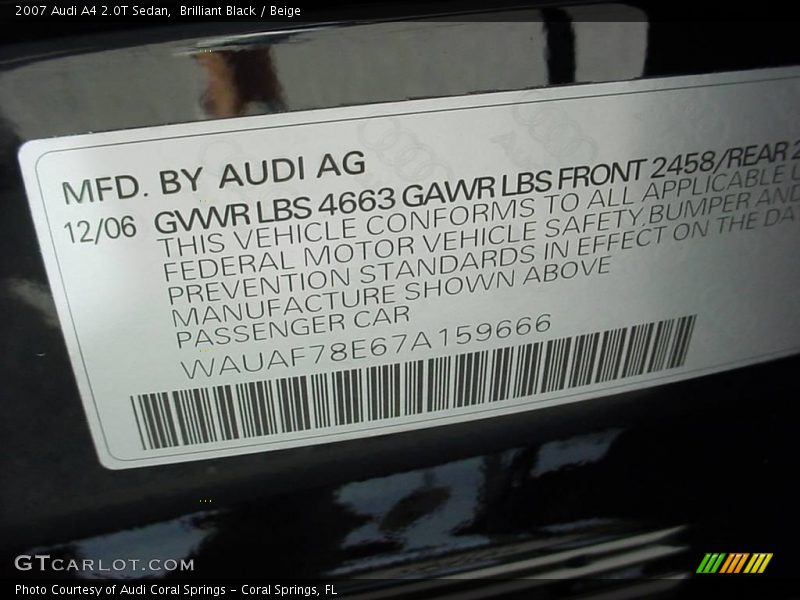 2007 Audi A4 2.0T Sedan, Brilliant Black / Beige
MFD. BY AUDI AG
12/06 GVWR LBS 4663 GAWR LBS FRONT 2458/REAR 2
THIS VEHICLE CONFORMS TO ALL APPLICABLE U
FEDERAL MOTOR VEHICLE SAFETY, BUMPER AND
PREVENTION STANDARDS IN EFFECT ON THE DA
MANUFACTURE SHOWN ABOVE
PASSENGER CAR
WAUAF78E67A159666
GTCARLOT.COM
Photo Courtesy of Audi Coral Springs - Coral Springs, FL